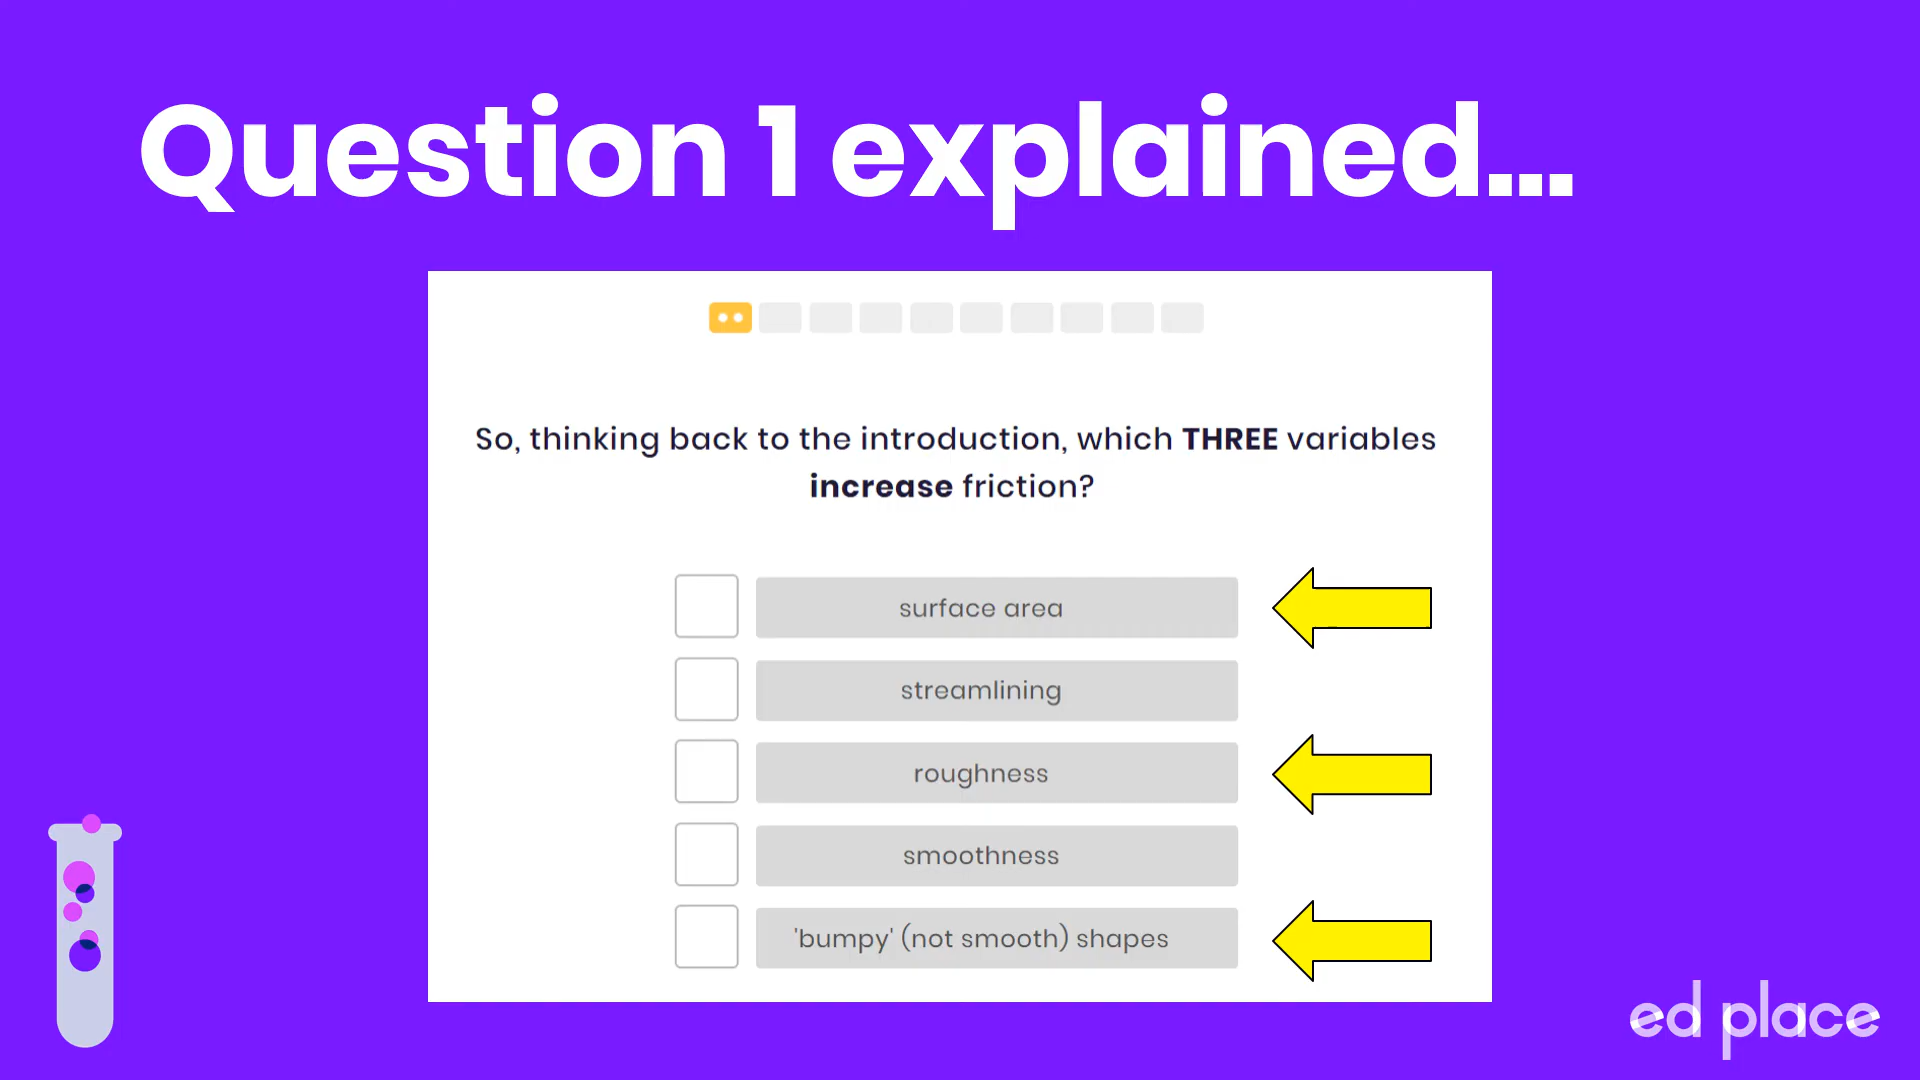 Question 1 explained...
So, thinking back to the introduction, which THREE variables
increase friction?
surface area
streamlining
roughness
smoothness
'bumpy' (not smooth) shapes
ed place